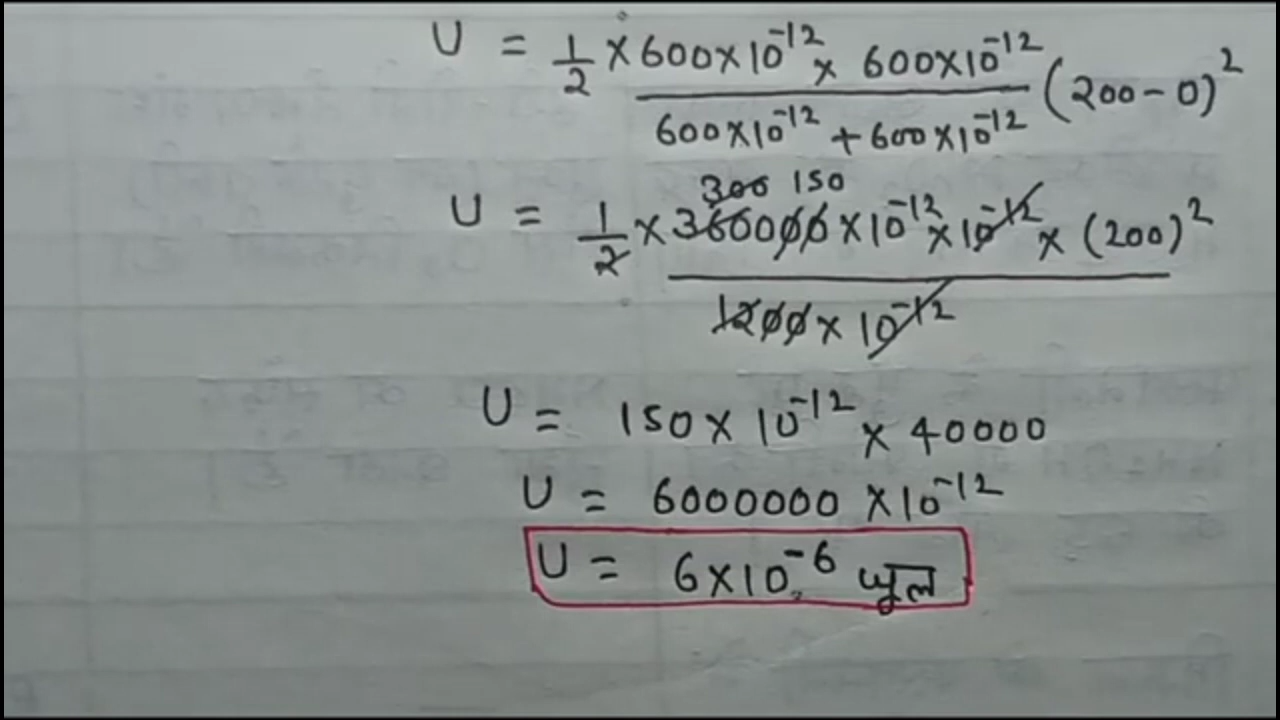 U = 1/2 × 600×10⁻¹² × 600×10⁻¹² / 600×10⁻¹² + 600×10⁻¹² (200-0)²
300 150
U = 1/2 × 360000 × 10⁻¹² × 10⁻¹² × (200)² / 1200 × 10⁻¹²
U = 150 × 10⁻¹² × 40000
U = 6000000 × 10⁻¹²
U = 6×10⁻⁶ जूल